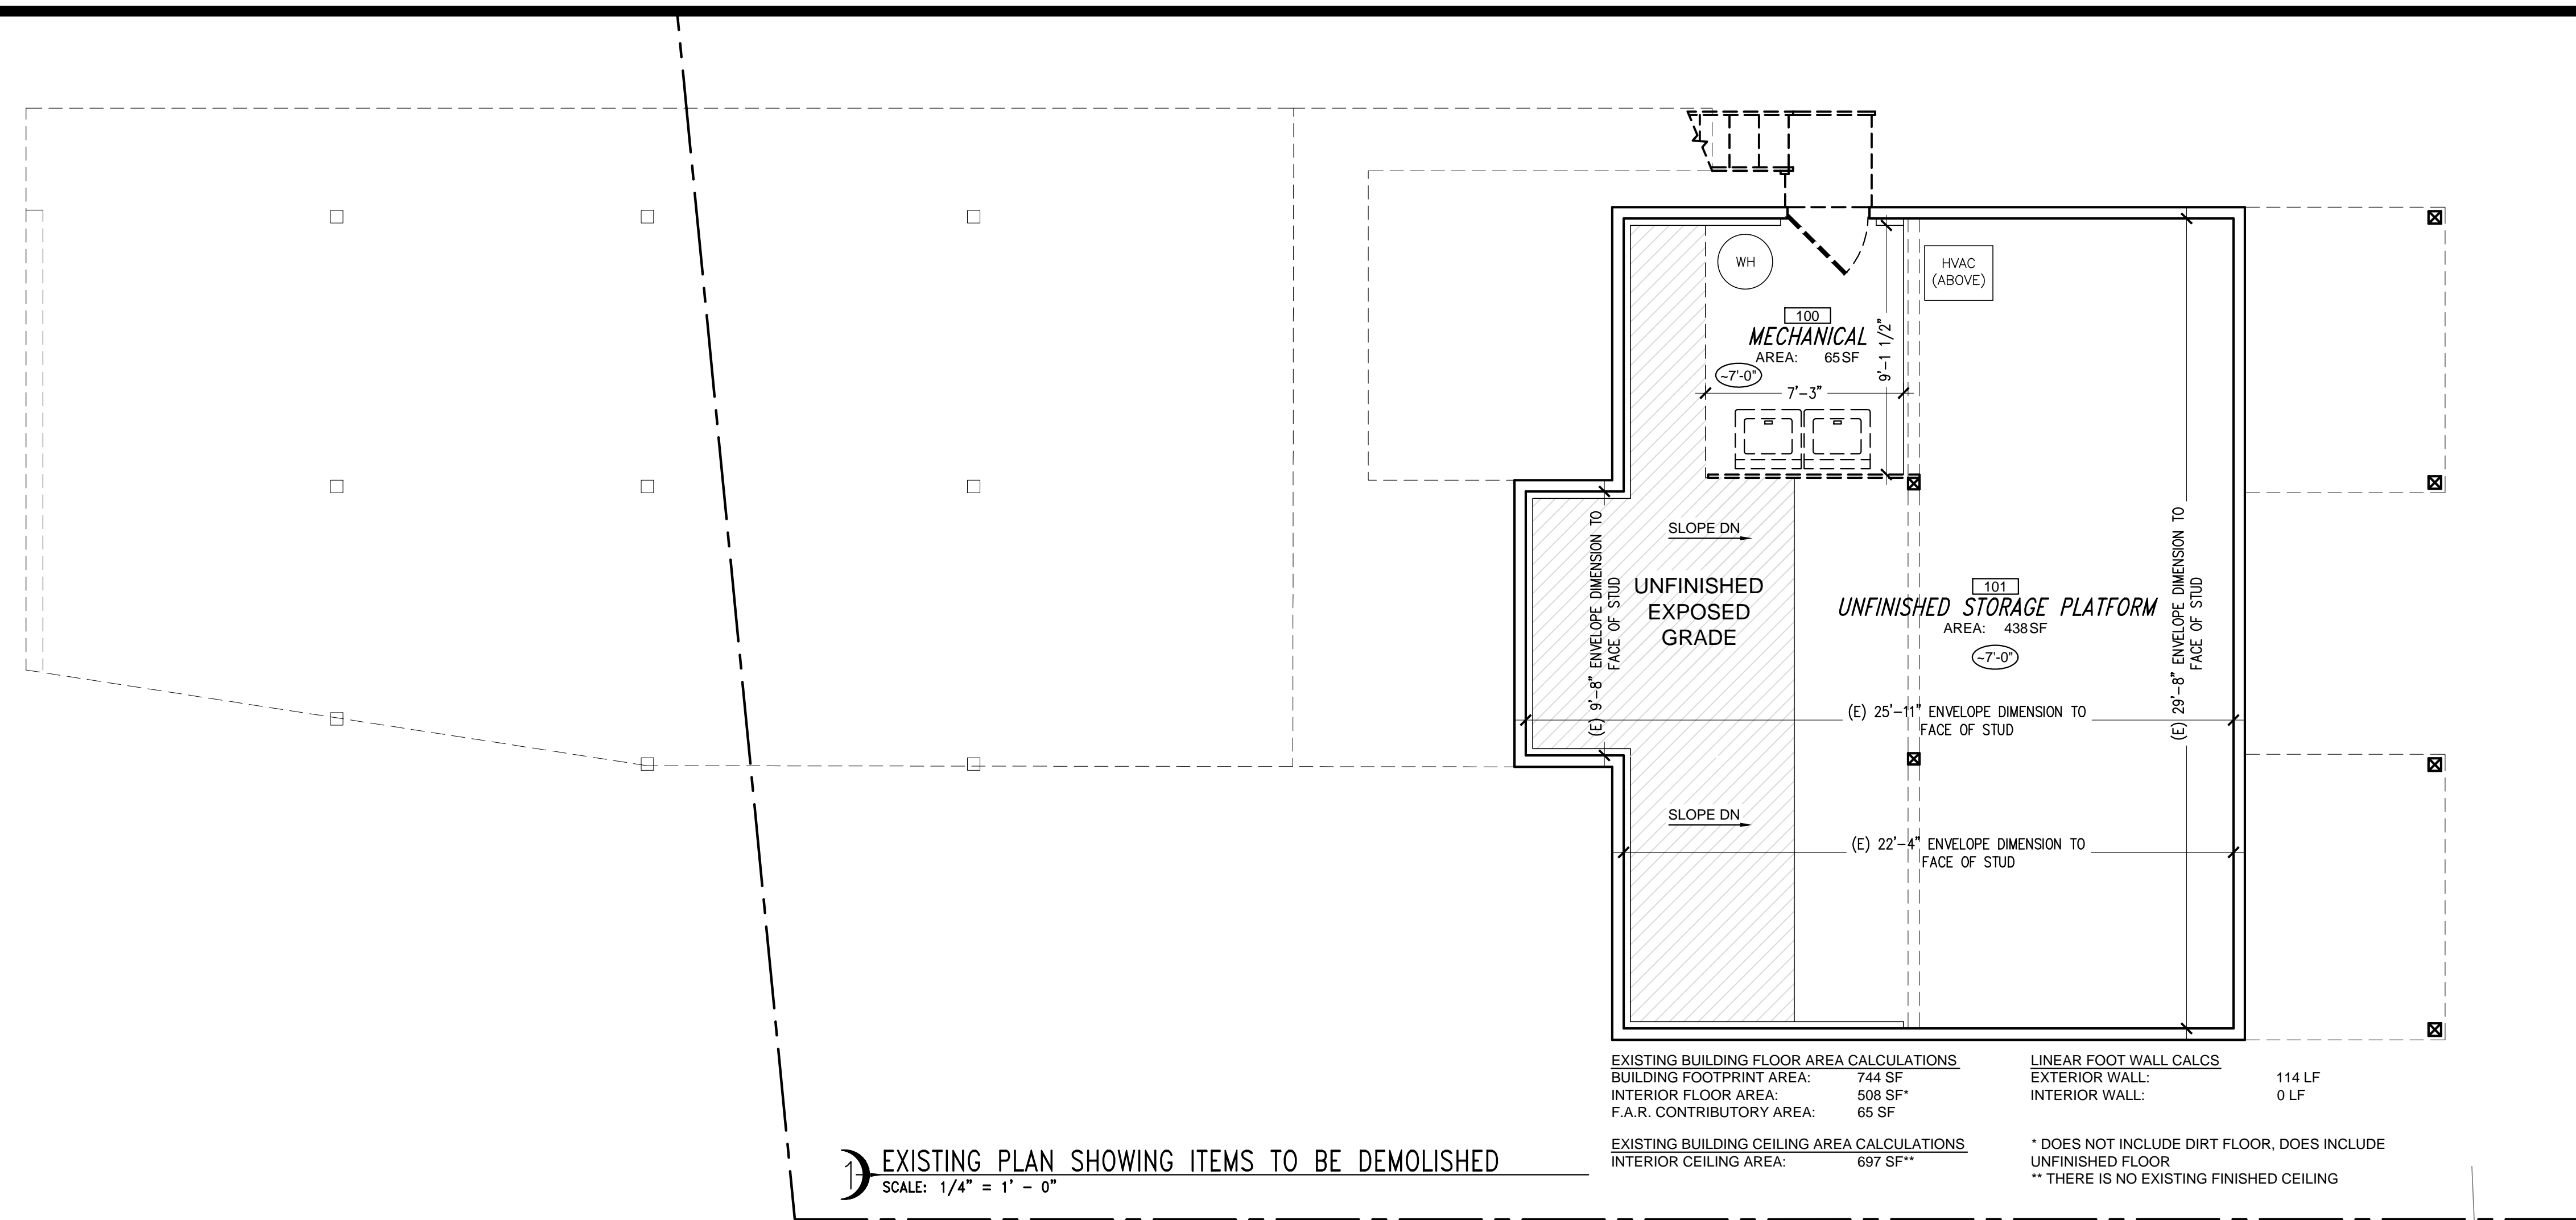 WH
HVAC
(ABOVE)
100
MECHANICAL
AREA: 65 SF
~7'-0"
7'-3"
9'-1 1/2"
SLOPE DN
UNFINISHED
EXPOSED
GRADE
(E) 9'-8" ENVELOPE DIMENSION TO
FACE OF STUD
101
UNFINISHED STORAGE PLATFORM
AREA: 438 SF
~7'-0"
(E) 29'-8" ENVELOPE DIMENSION TO
FACE OF STUD
(E) 25'-11" ENVELOPE DIMENSION TO
FACE OF STUD
SLOPE DN
(E) 22'-4" ENVELOPE DIMENSION TO
FACE OF STUD
EXISTING BUILDING FLOOR AREA CALCULATIONS
BUILDING FOOTPRINT AREA: 744 SF
INTERIOR FLOOR AREA: 508 SF*
F.A.R. CONTRIBUTORY AREA: 65 SF
EXISTING BUILDING CEILING AREA CALCULATIONS
INTERIOR CEILING AREA: 697 SF**
LINEAR FOOT WALL CALCS
EXTERIOR WALL: 114 LF
INTERIOR WALL: 0 LF
* DOES NOT INCLUDE DIRT FLOOR, DOES INCLUDE
UNFINISHED FLOOR
** THERE IS NO EXISTING FINISHED CEILING
1
EXISTING PLAN SHOWING ITEMS TO BE DEMOLISHED
SCALE: 1/4" = 1' - 0"